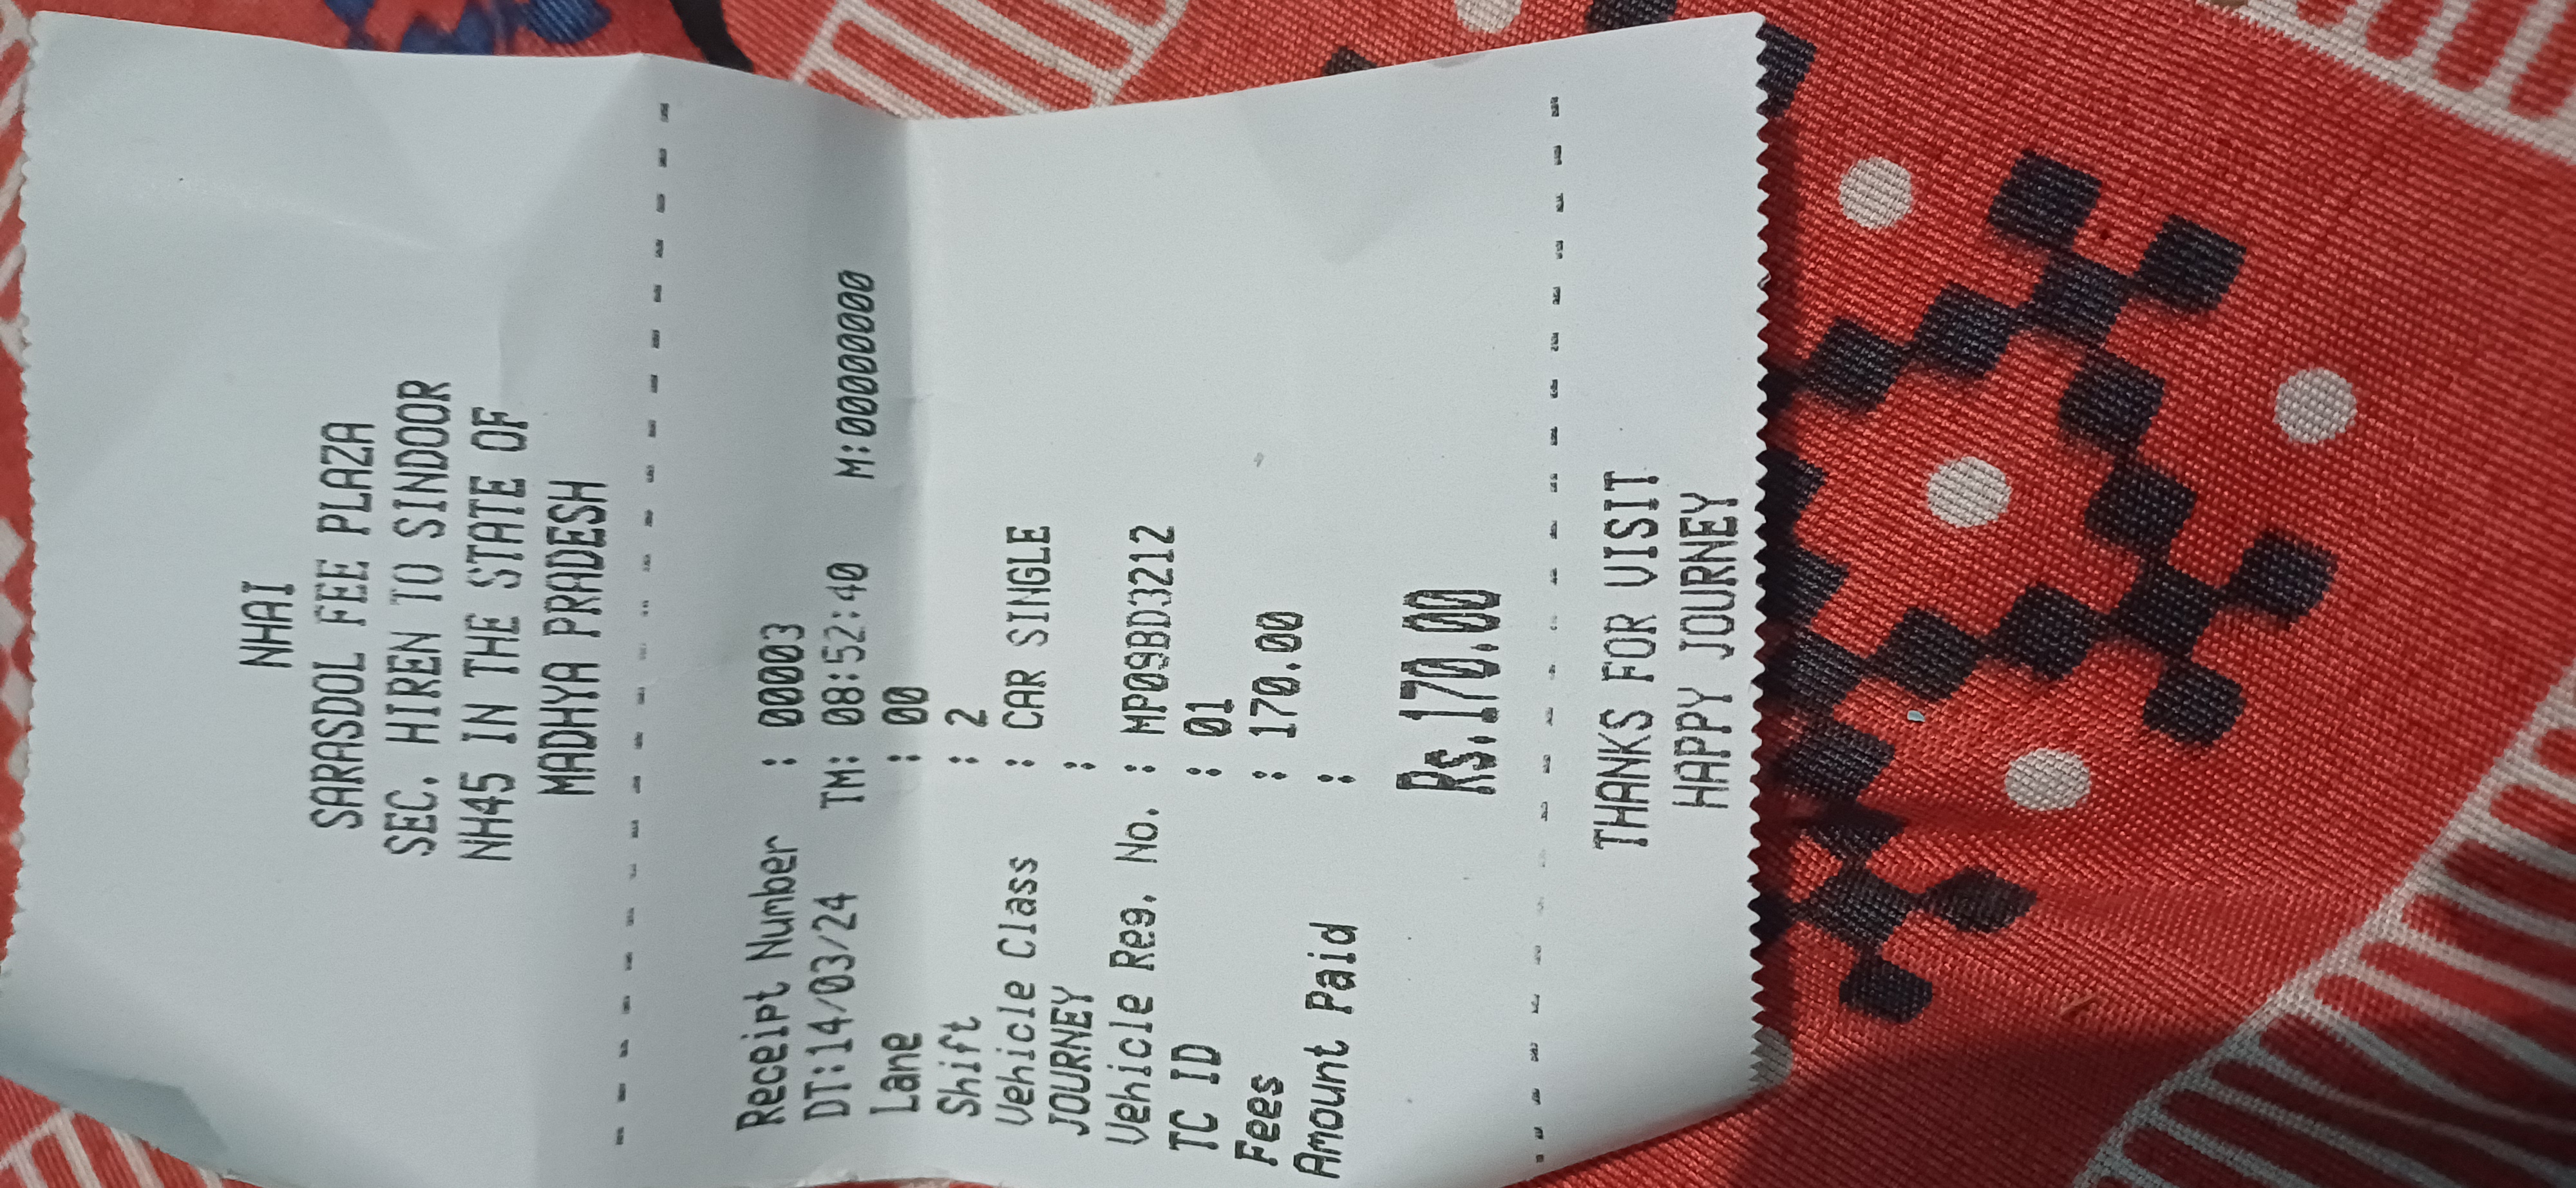 NHAI
SARASDOL FEE PLAZA
SEC. HIREN TO SINDOOR
NH45 IN THE STATE OF
MADHYA PRADESH
Receipt Number : 00003
DT:14/03/24 TM: 08:52:40 M:00000000
Lane : 00
Shift : 2
Vehicle Class : CAR SINGLE
JOURNEY :
Vehicle Reg. No. : MP09BD3212
TC ID : 01
Fees : 170.00
Amount Paid :
Rs.170.00
THANKS FOR VISIT
HAPPY JOURNEY